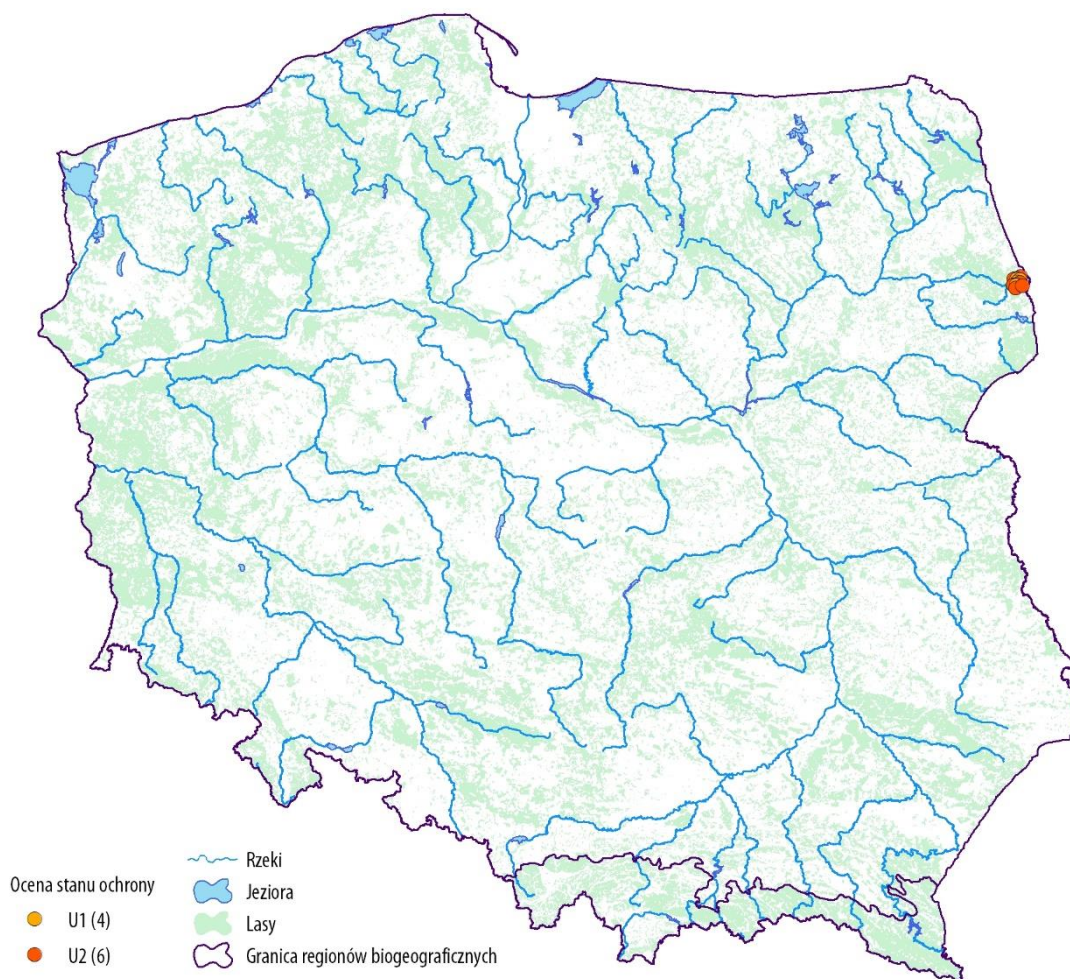 Ocena stanu ochrony
U1 (4)
U2 (6)
Rzeki
Jeziora
Lasy
Granica regionów biogeograficznych